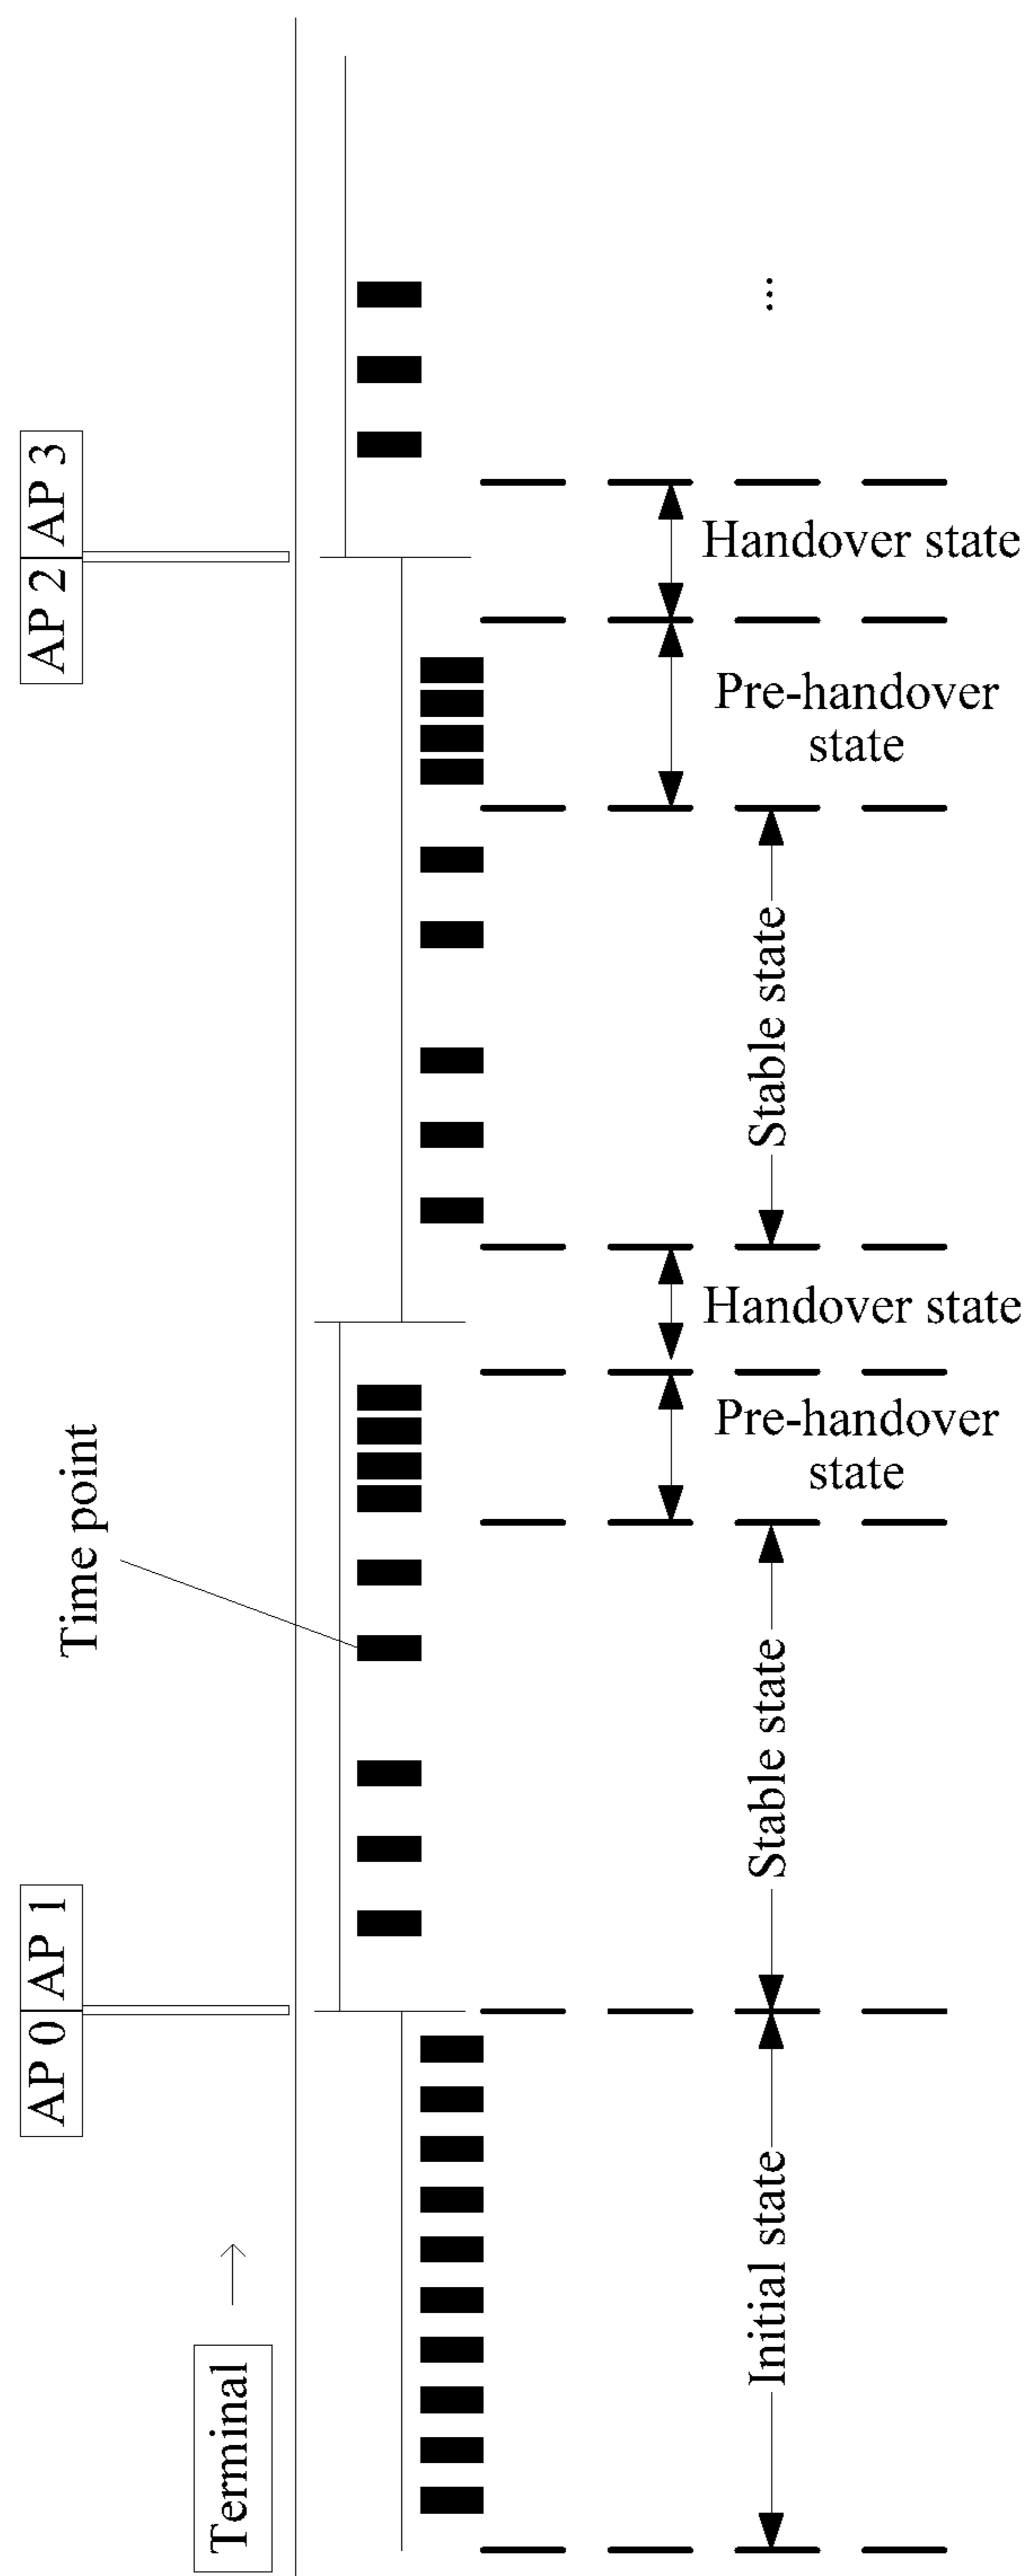 AP 3
AP 2
...
Handover state
Pre-handover
state
Stable state
Handover state
Pre-handover
state
Time point
Stable state
AP 1
AP 0
Initial state
Terminal